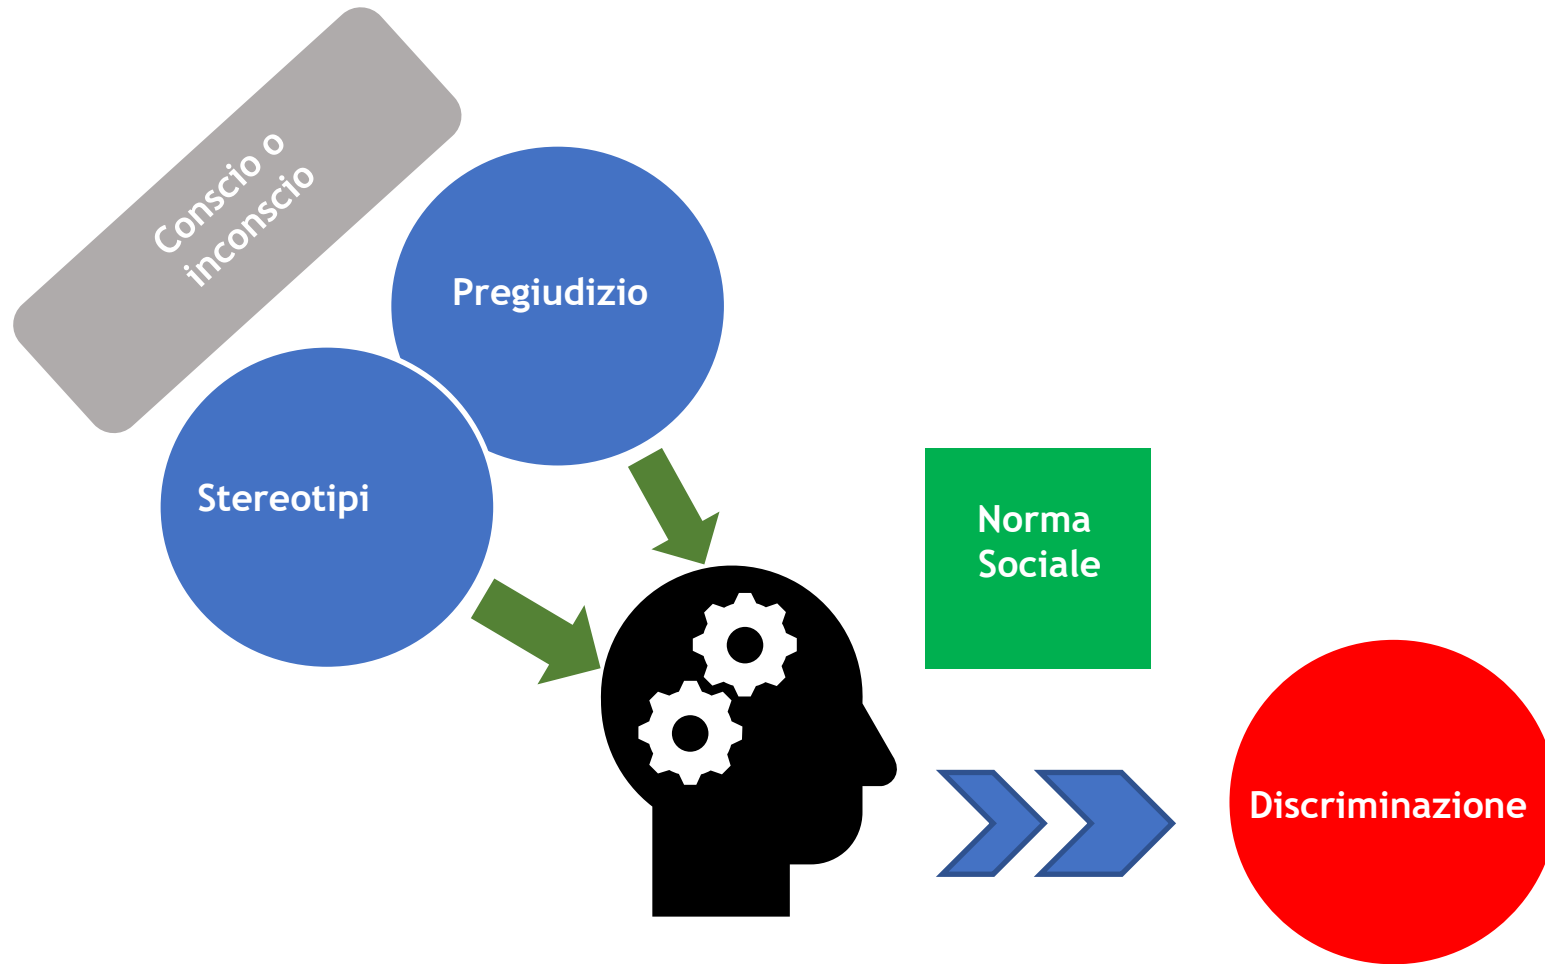 Conscio o
inconscio
Pregiudizio
Stereotipi
Norma
Sociale
Discriminazione